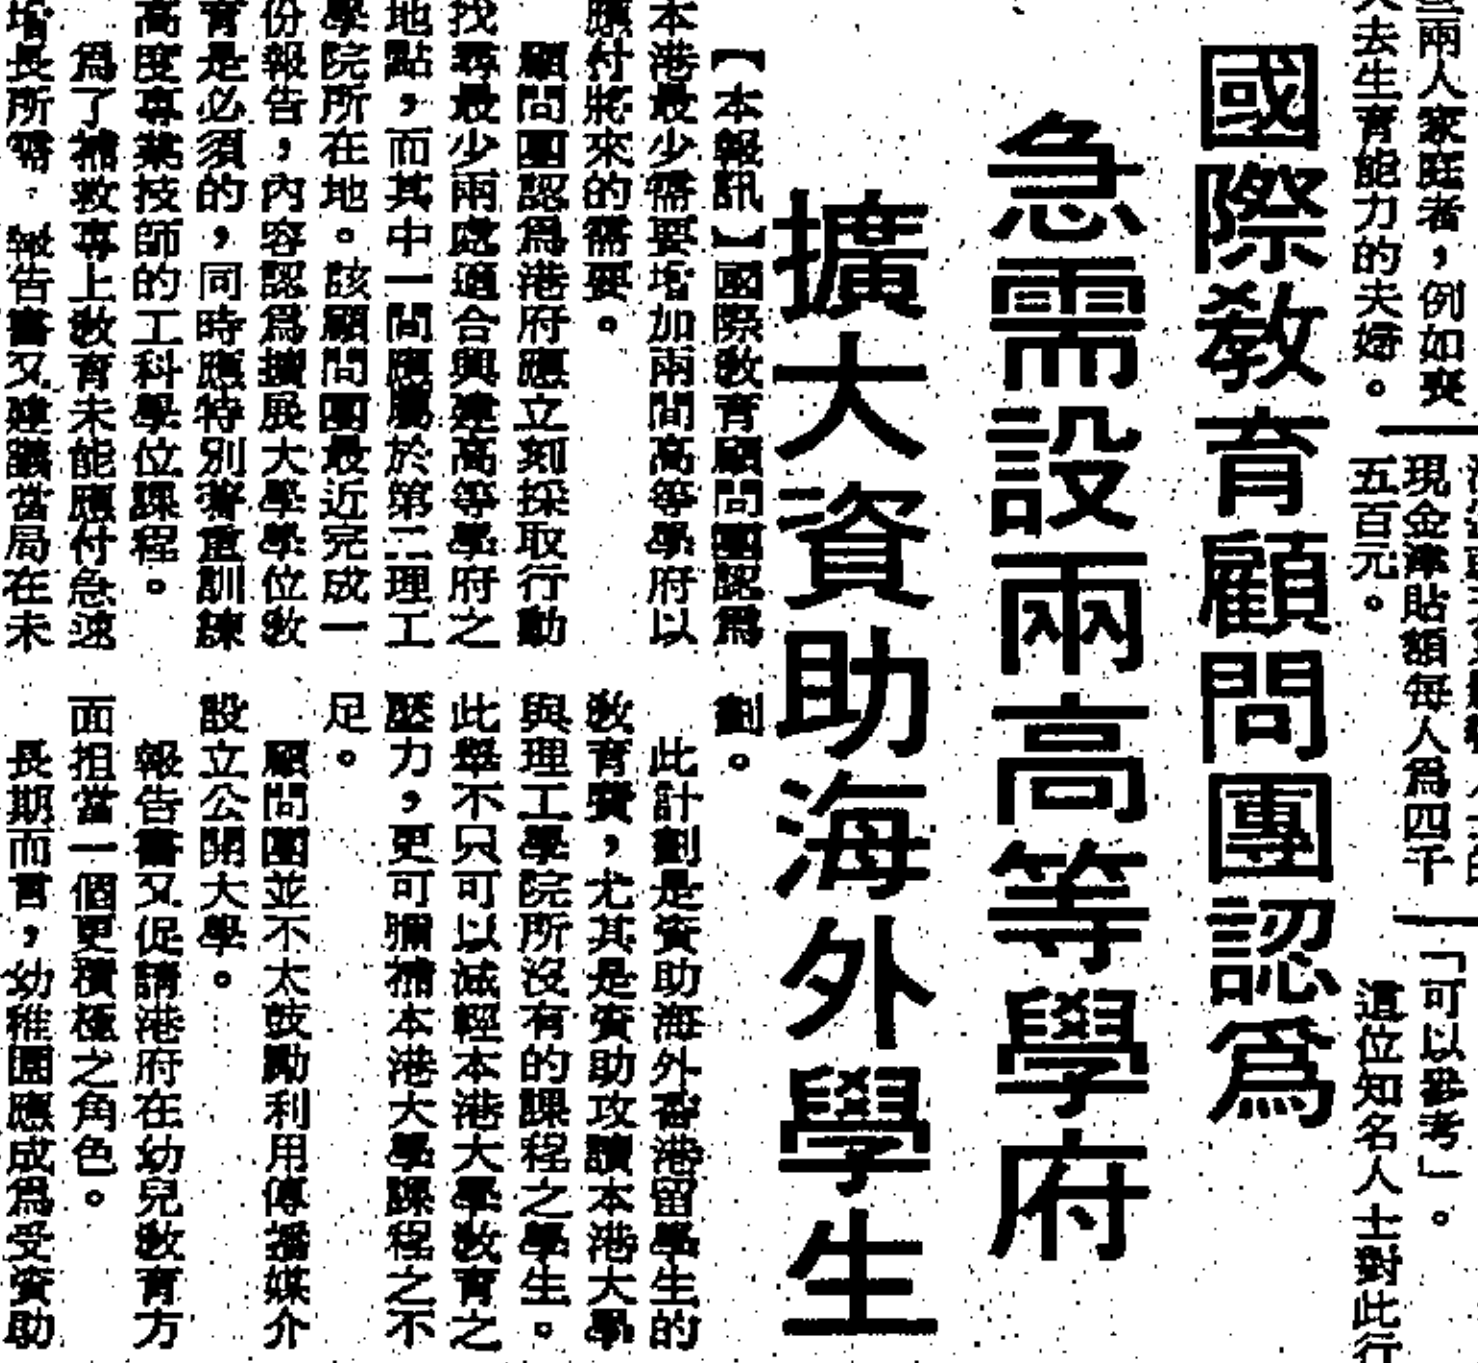 兩人家庭者，例如喪
去生育能力的夫婦。
現金津貼額每人爲四千
五百元。
「可以參考」。
這位知名人士對此行
國際教育顧問團認爲
急需設兩高等學府
擴大資助海外學生
【本報訊】國際教育顧問團認爲
本港最少需要增加兩間高等學府以
應付將來的需要。
顧問團認爲港府應立刻採取行動
找尋最少兩處適合興建高等學府之
地點，而其中一間應屬於第二理工
學院所在地。該顧問團最近完成一
份報告，內容認爲擴展大學學位教
育是必須的，同時應特別著重訓練
高度專業技師的工科學位課程。
爲了補救專上教育未能應付急速
增長所需，報告書又建議當局在未
劃。
此計劃是資助海外香港留學生的
教育費，尤其是資助攻讀本港大學
與理工學院所沒有的課程之學生。
此舉不只可以減輕本港大學教育之
壓力，更可彌補本港大學課程之不
足。
顧問團並不太鼓勵利用傳播媒介
設立公開大學。
報告書又促請港府在幼兒教育方
面担當一個更積極之角色。
長期而言，幼稚園應成爲受資助